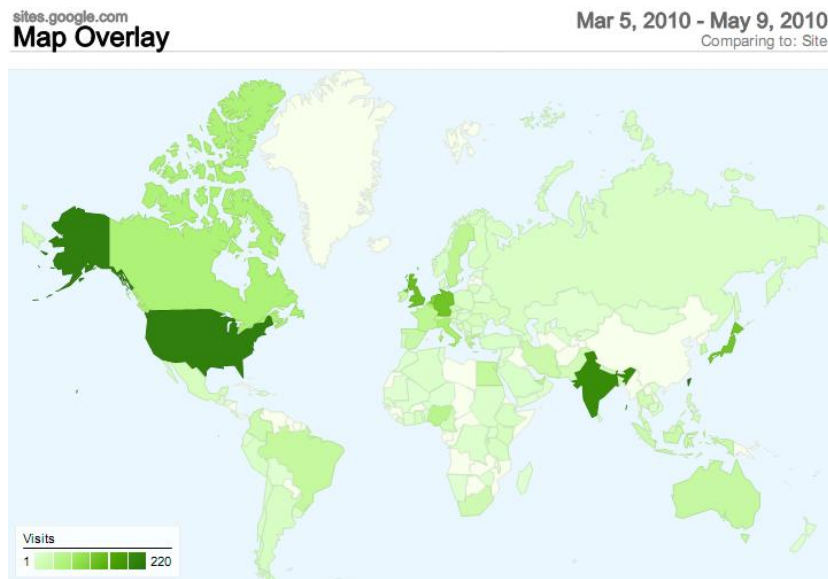 sites.google.com
Map Overlay
Mar 5, 2010 - May 9, 2010
Comparing to: Site
Visits
1 220